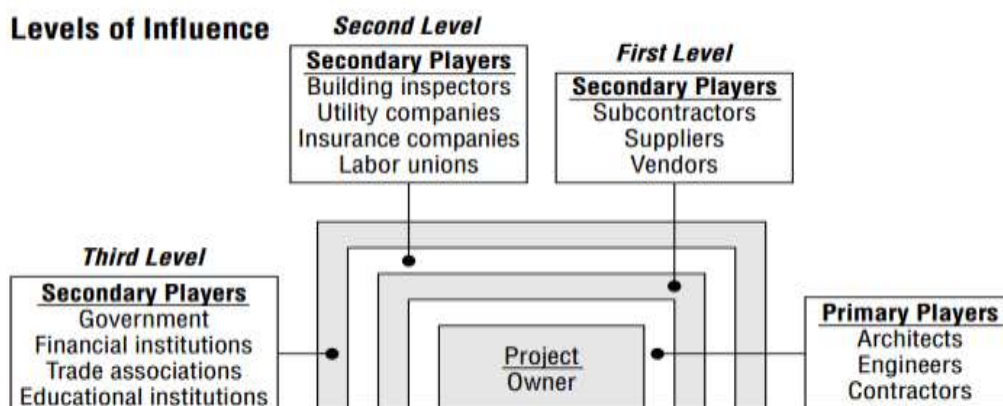 Levels of Influence
Second Level
Secondary Players
Building inspectors
Utility companies
Insurance companies
Labor unions
First Level
Secondary Players
Subcontractors
Suppliers
Vendors
Third Level
Secondary Players
Government
Financial institutions
Trade associations
Educational institutions
Project
Owner
Primary Players
Architects
Engineers
Contractors